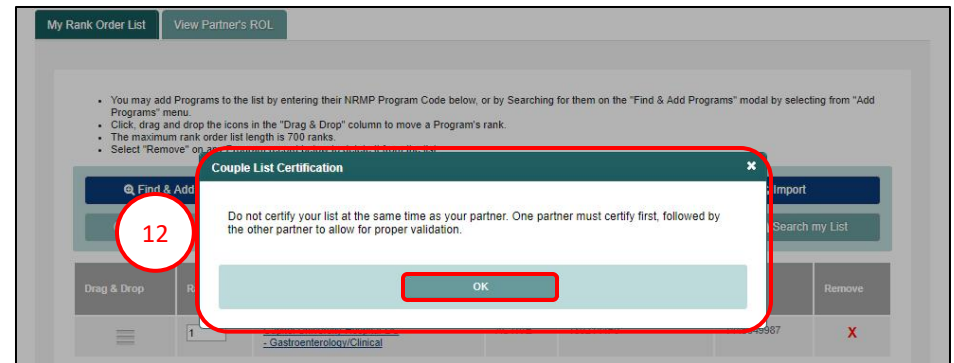 My Rank Order List View Partner's ROL
• You may add Programs to the list by entering their NRMP Program Code below, or by Searching for them on the "Find & Add Programs" modal by selecting from "Add
Programs" menu.
• Click, drag and drop the icons in the "Drag & Drop" column to move a Program's rank.
• The maximum rank order list length is 700 ranks.
• Select "Remove" on
Couple List Certification ✖
Find & Add Import
12
Do not certify your list at the same time as your partner. One partner must certify first, followed by
the other partner to allow for proper validation.
Search my List
OK
Drag & Drop R Remove
1 987 X
- Gastroenterology/Clinical